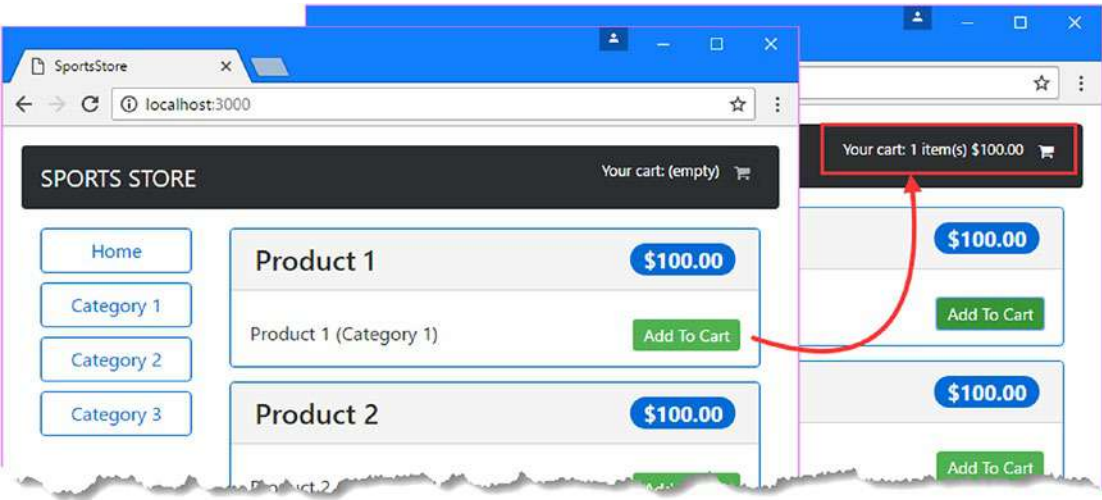 SportsStore
localhost:3000
SPORTS STORE
Your cart: (empty)
Your cart: 1 item(s) $100.00
Home
Category 1
Category 2
Category 3
Product 1
$100.00
Product 1 (Category 1)
Add To Cart
Product 2
$100.00
Product 2
$100.00
Add To Cart
$100.00
Add To Cart